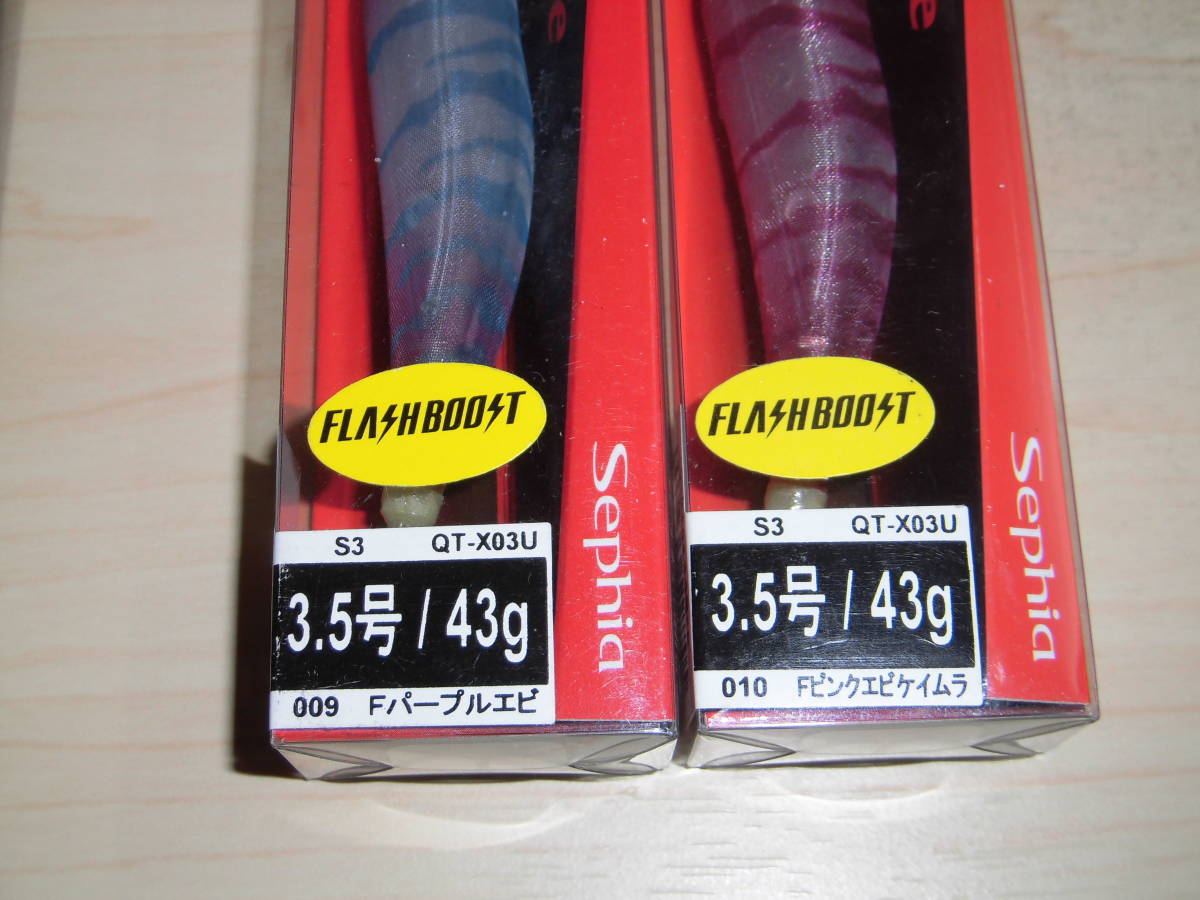 FLASHBOOST
Sephia
S3 QT-X03U
3.5号 / 43g
009 Fパープルエビ
FLASHBOOST
Sephia
S3 QT-X03U
3.5号 / 43g
010 Fピンクエビケイムラ